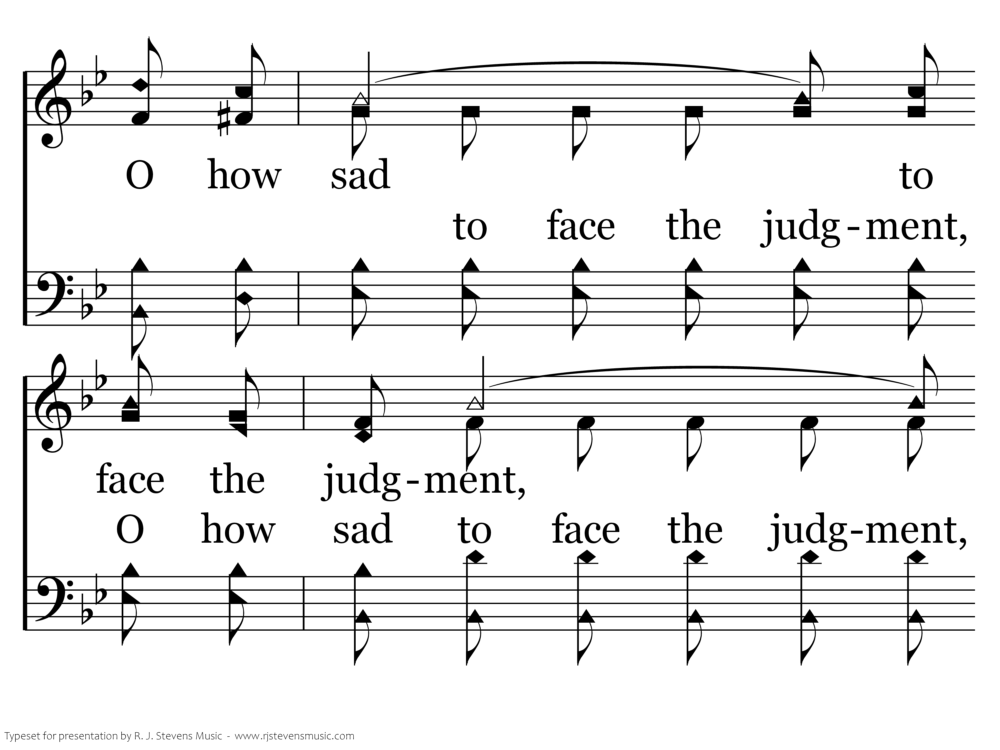 O how sad to
to face the judg-ment,
face the judg-ment,
O how sad to face the judg-ment,
Typeset for presentation by R. J. Stevens Music - www.rjstevensmusic.com